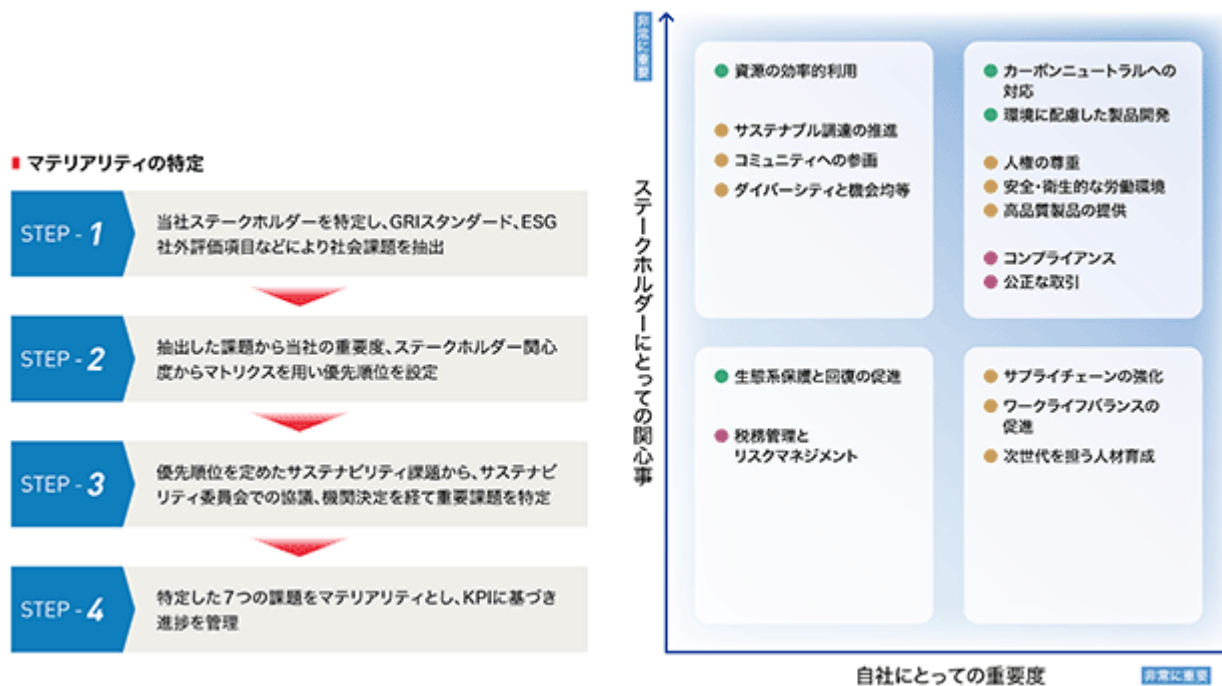 マテリアリティの特定
STEP - 1
当社ステークホルダーを特定し、GRIスタンダード、ESG
社外評価項目などにより社会課題を抽出
STEP - 2
抽出した課題から当社の重要度、ステークホルダー関心
度からマトリクスを用い優先順位を設定
STEP - 3
優先順位を定めたサステナビリティ課題から、サステナビ
リティ委員会での協議、機関決定を経て重要課題を特定
STEP - 4
特定した7つの課題をマテリアリティとし、KPIに基づき
進捗を管理
非常に重要
ステークホルダーにとっての関心事
資源の効率的利用
サステナブル調達の推進
コミュニティへの参画
ダイバーシティと機会均等
カーボンニュートラルへの
対応
環境に配慮した製品開発
人権の尊重
安全・衛生的な労働環境
高品質製品の提供
コンプライアンス
公正な取引
生態系保護と回復の促進
税務管理と
リスクマネジメント
サプライチェーンの強化
ワークライフバランスの
促進
次世代を担う人材育成
自社にとっての重要度
非常に重要